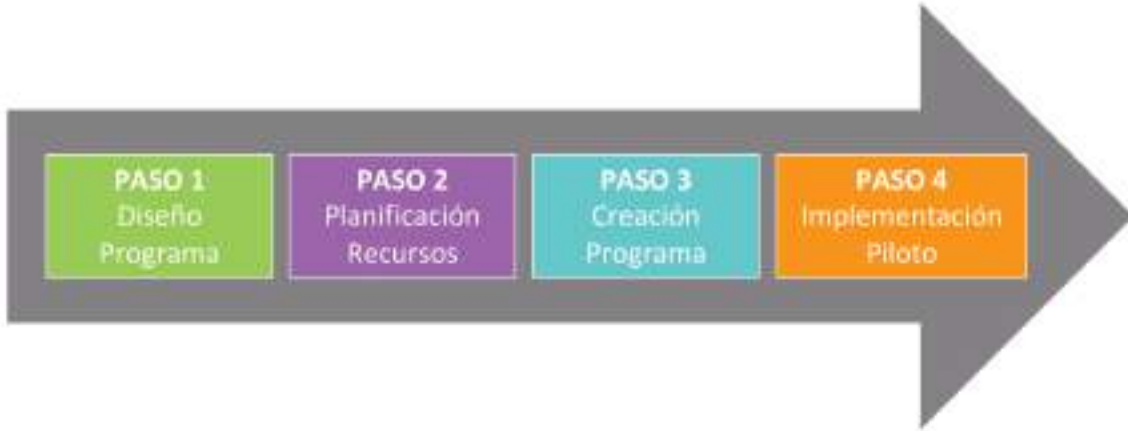 PASO 1
Diseño
Programa
PASO 2
Planificación
Recursos
PASO 3
Creación
Programa
PASO 4
Implementación
Piloto